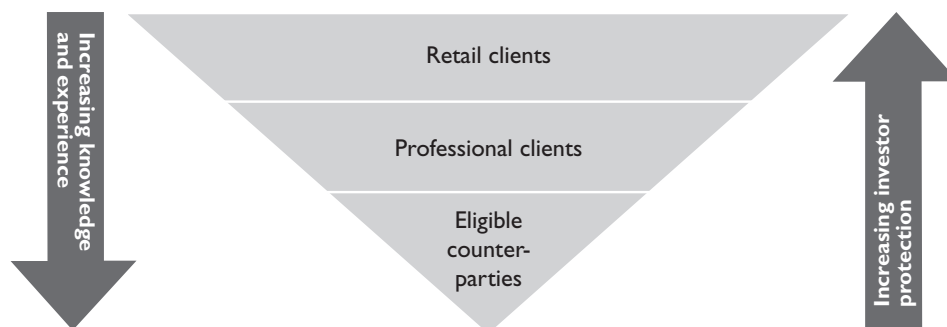 Increasing knowledge
and experience
Retail clients
Professional clients
Eligible
counter-
parties
Increasing investor
protection